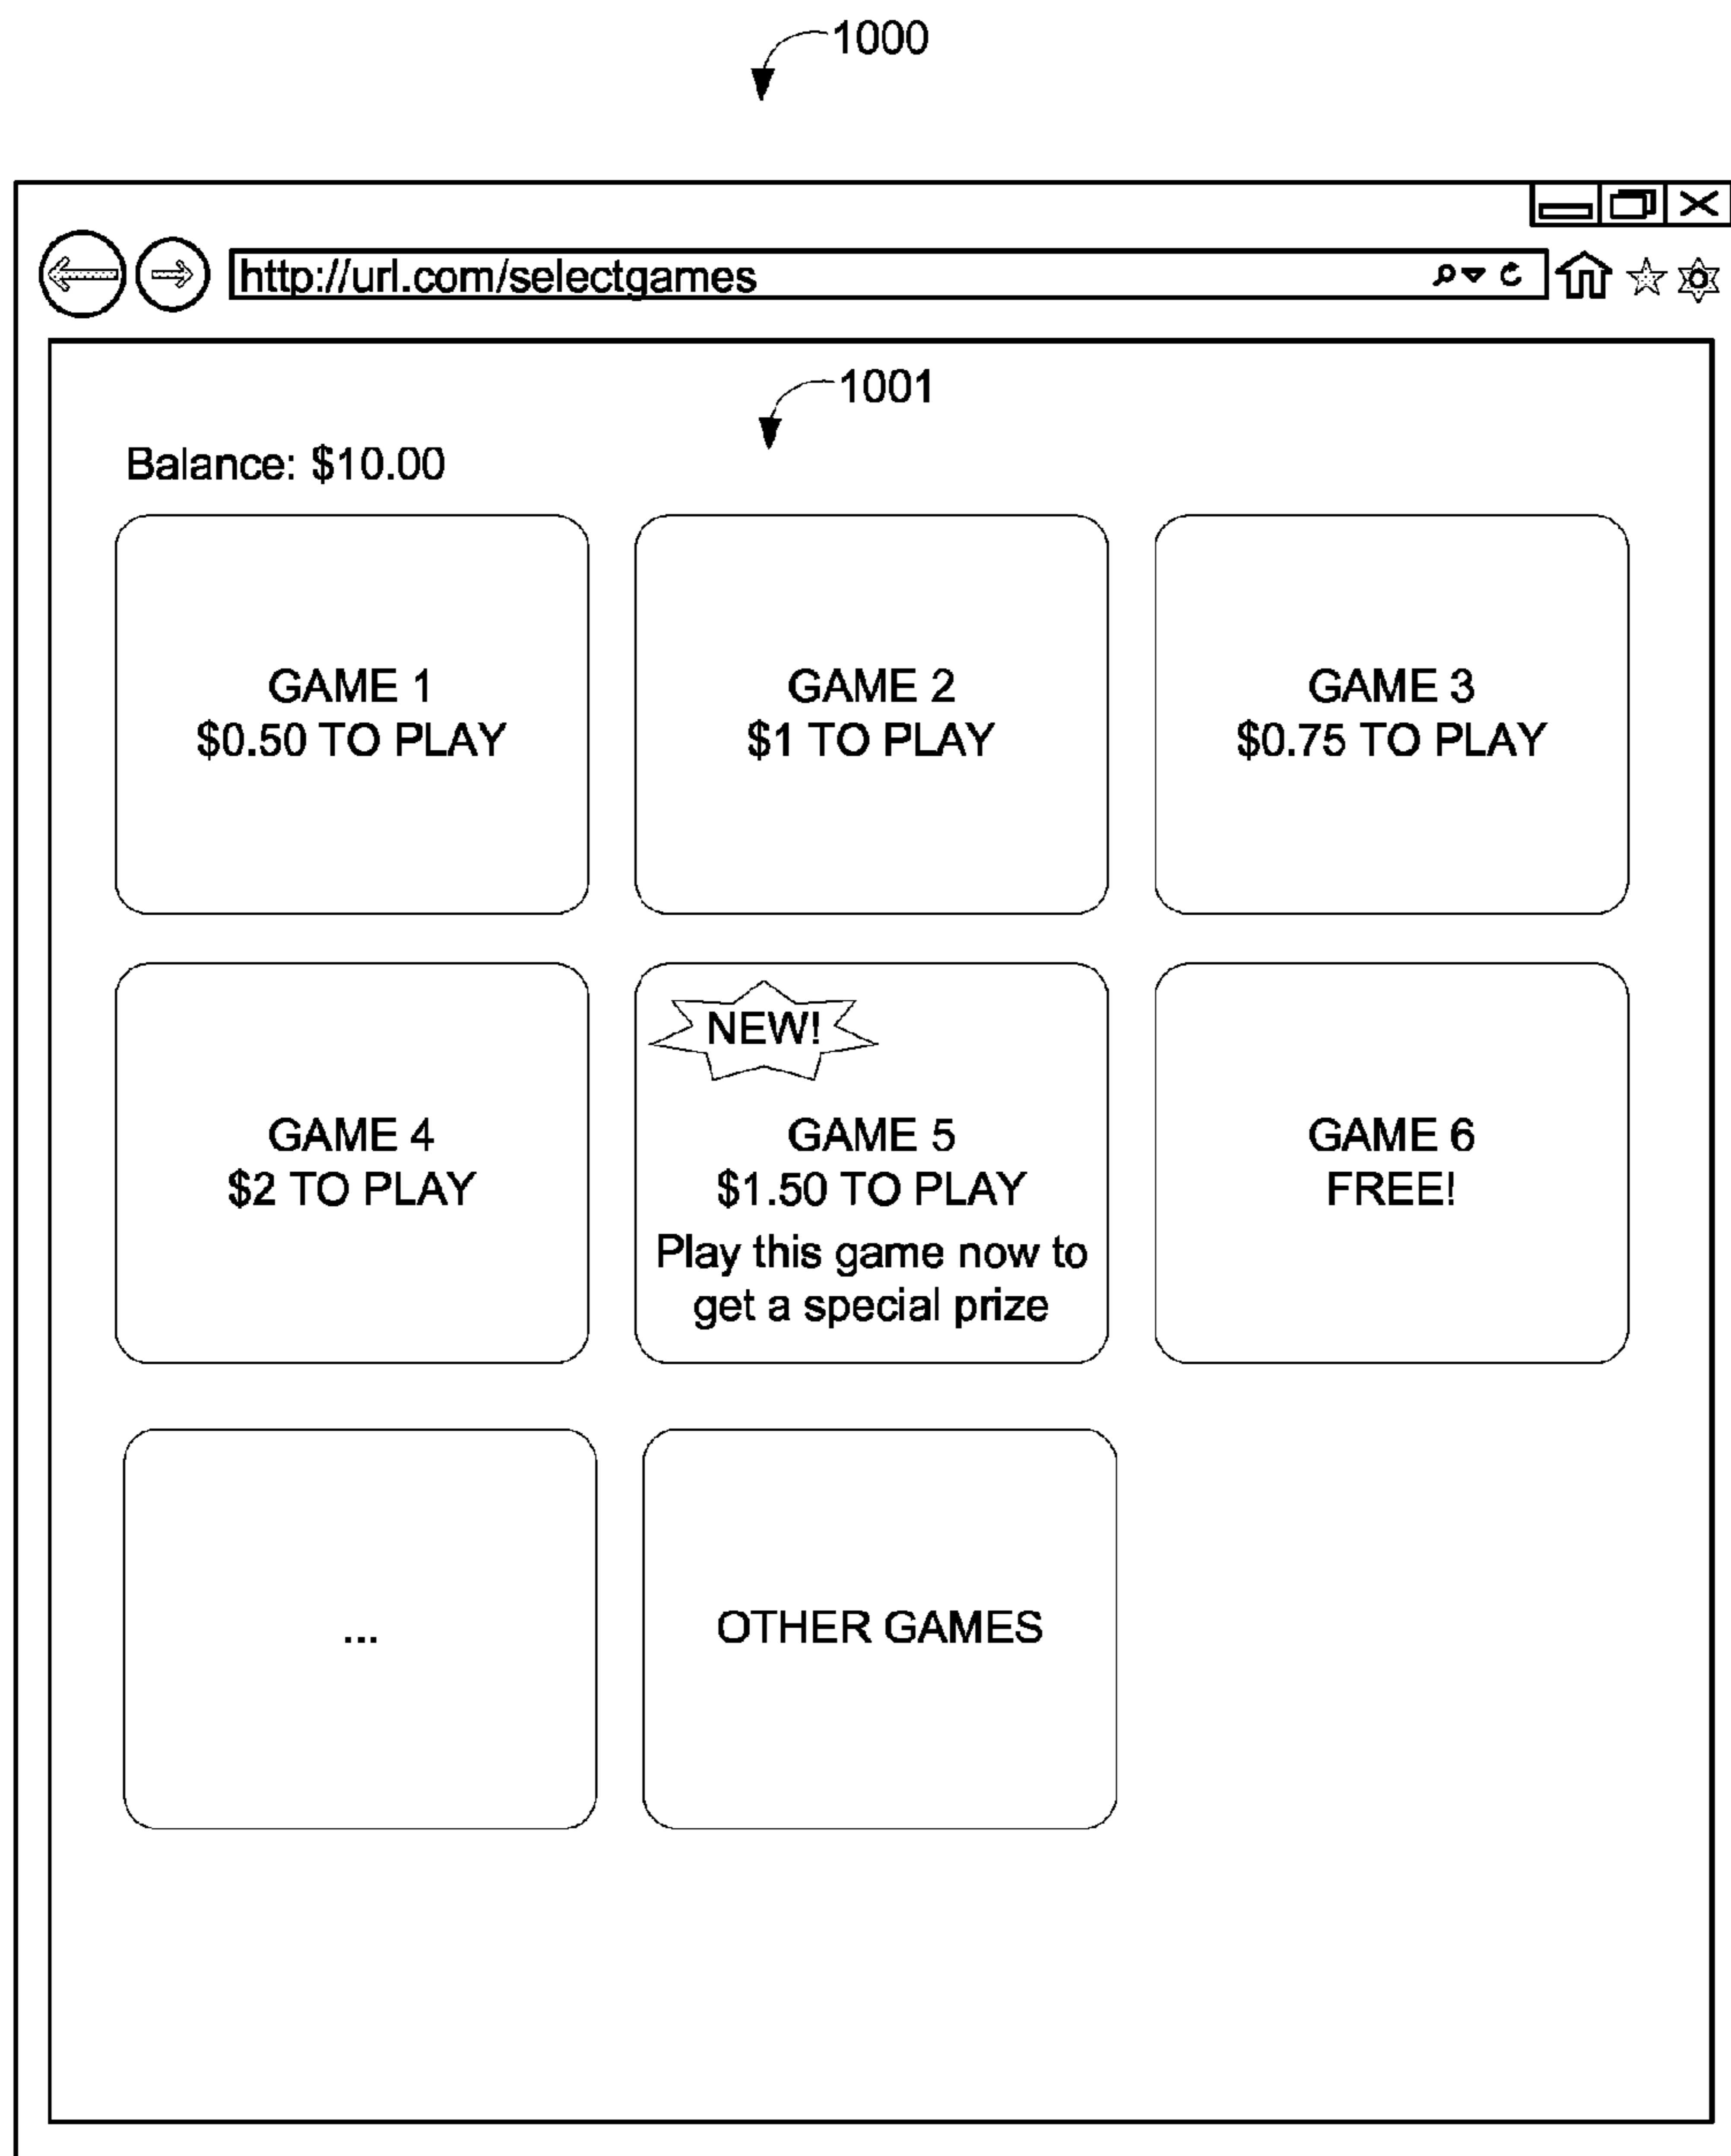 1000
http://url.com/selectgames
1001
Balance: $10.00
GAME 1
$0.50 TO PLAY
GAME 2
$1 TO PLAY
GAME 3
$0.75 TO PLAY
GAME 4
$2 TO PLAY
NEW!
GAME 5
$1.50 TO PLAY
Play this game now to
get a special prize
GAME 6
FREE!
...
OTHER GAMES